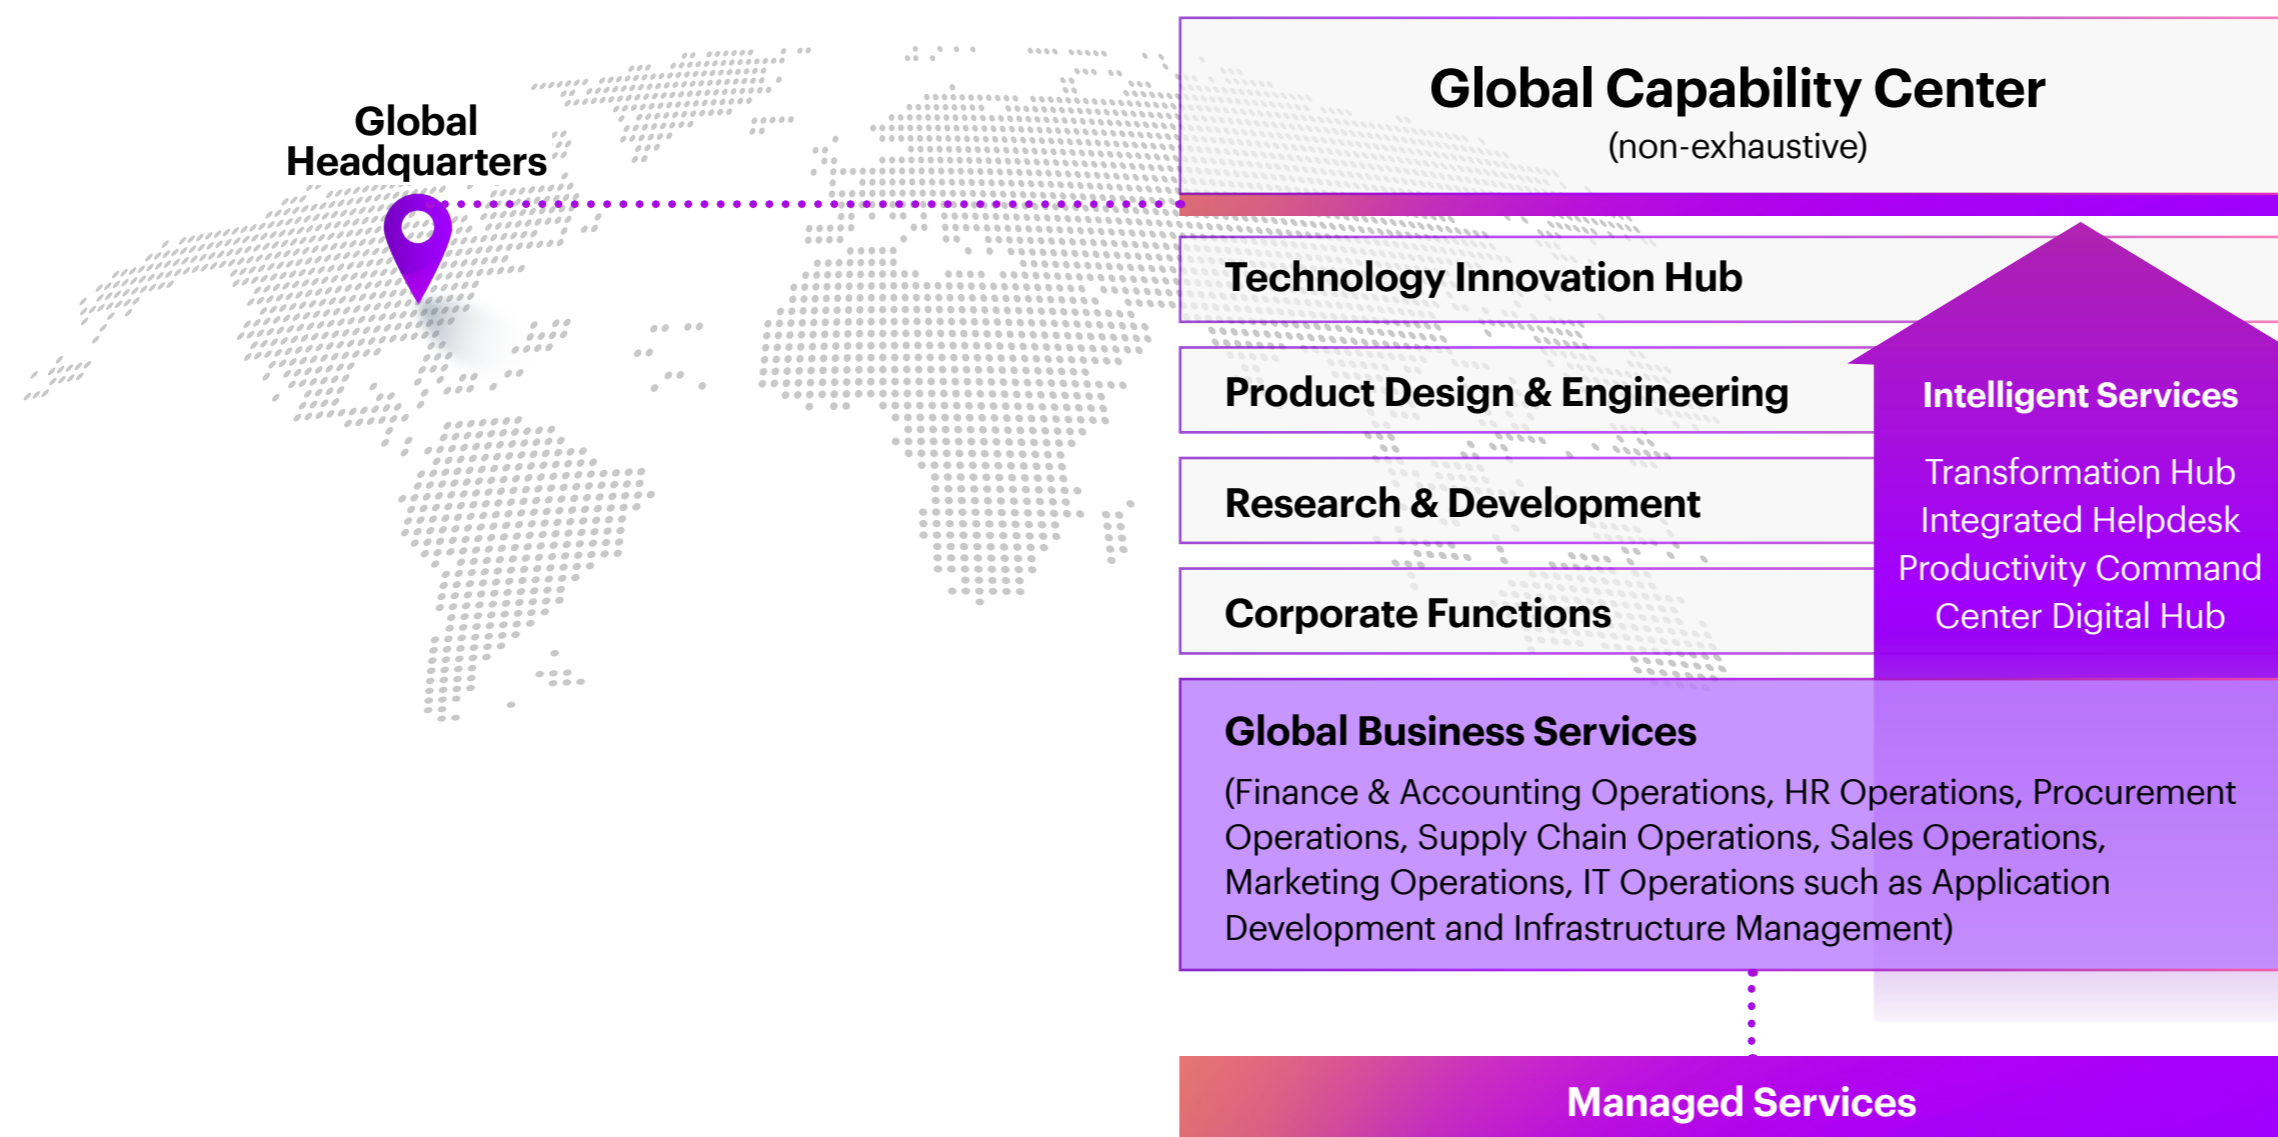 Global
Headquarters
Global Capability Center
(non-exhaustive)
Technology Innovation Hub
Product Design & Engineering
Research & Development
Corporate Functions
Intelligent Services
Transformation Hub
Integrated Helpdesk
Productivity Command
Center Digital Hub
Global Business Services
(Finance & Accounting Operations, HR Operations, Procurement
Operations, Supply Chain Operations, Sales Operations,
Marketing Operations, IT Operations such as Application
Development and Infrastructure Management)
Managed Services